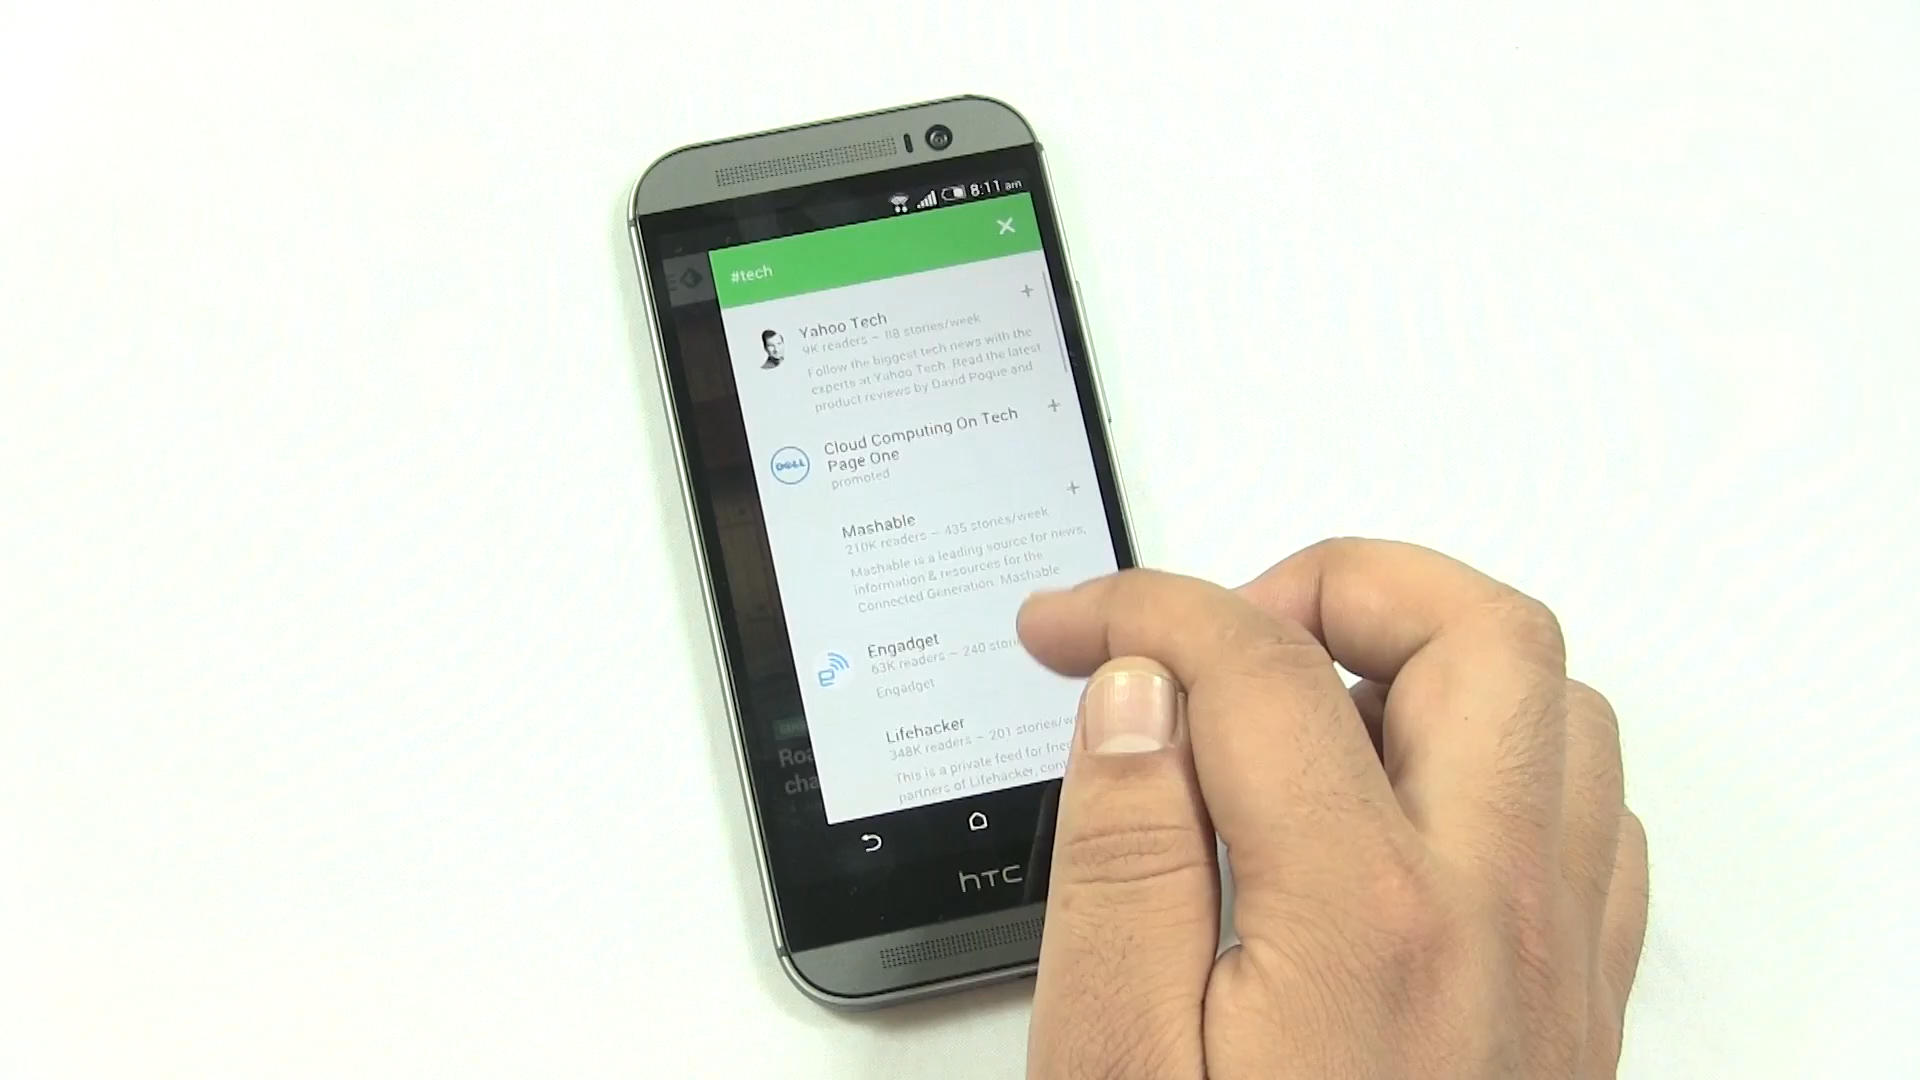 8:11 am
#tech
Yahoo Tech
9K readers – 118 stories/week
Follow the biggest tech news with the
experts at Yahoo Tech. Read the latest
product reviews by David Pogue and
DELL
Cloud Computing On Tech
Page One
promoted
Mashable
210K readers – 435 stories/week
Mashable is a leading source for news,
information & resources for the
Connected Generation. Mashable
Engadget
63K readers – 240
Engadget
Lifehacker
348K readers – 201 stories/
This is a private feed for
partners of Lifehacker,
hTC